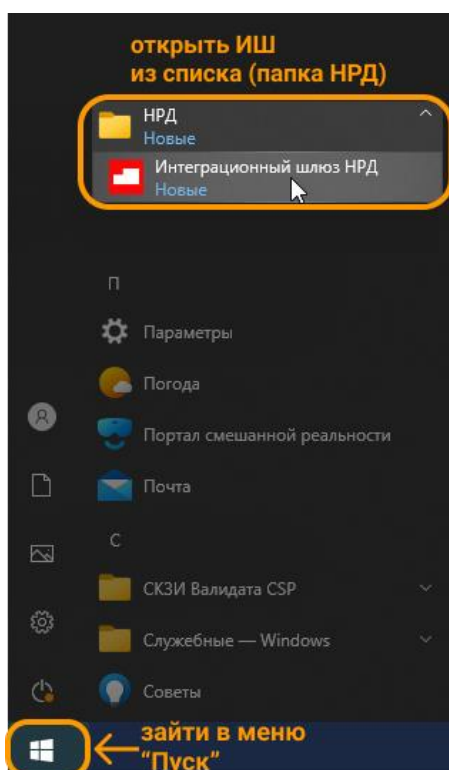 открыть ИШ
из списка (папка НРД)
НРД
Новые
Интеграционный шлюз НРД
Новые
П
Параметры
Погода
Портал смешанной реальности
Почта
С
СКЗИ Валидата CSP
Служебные — Windows
Советы
зайти в меню
“Пуск”